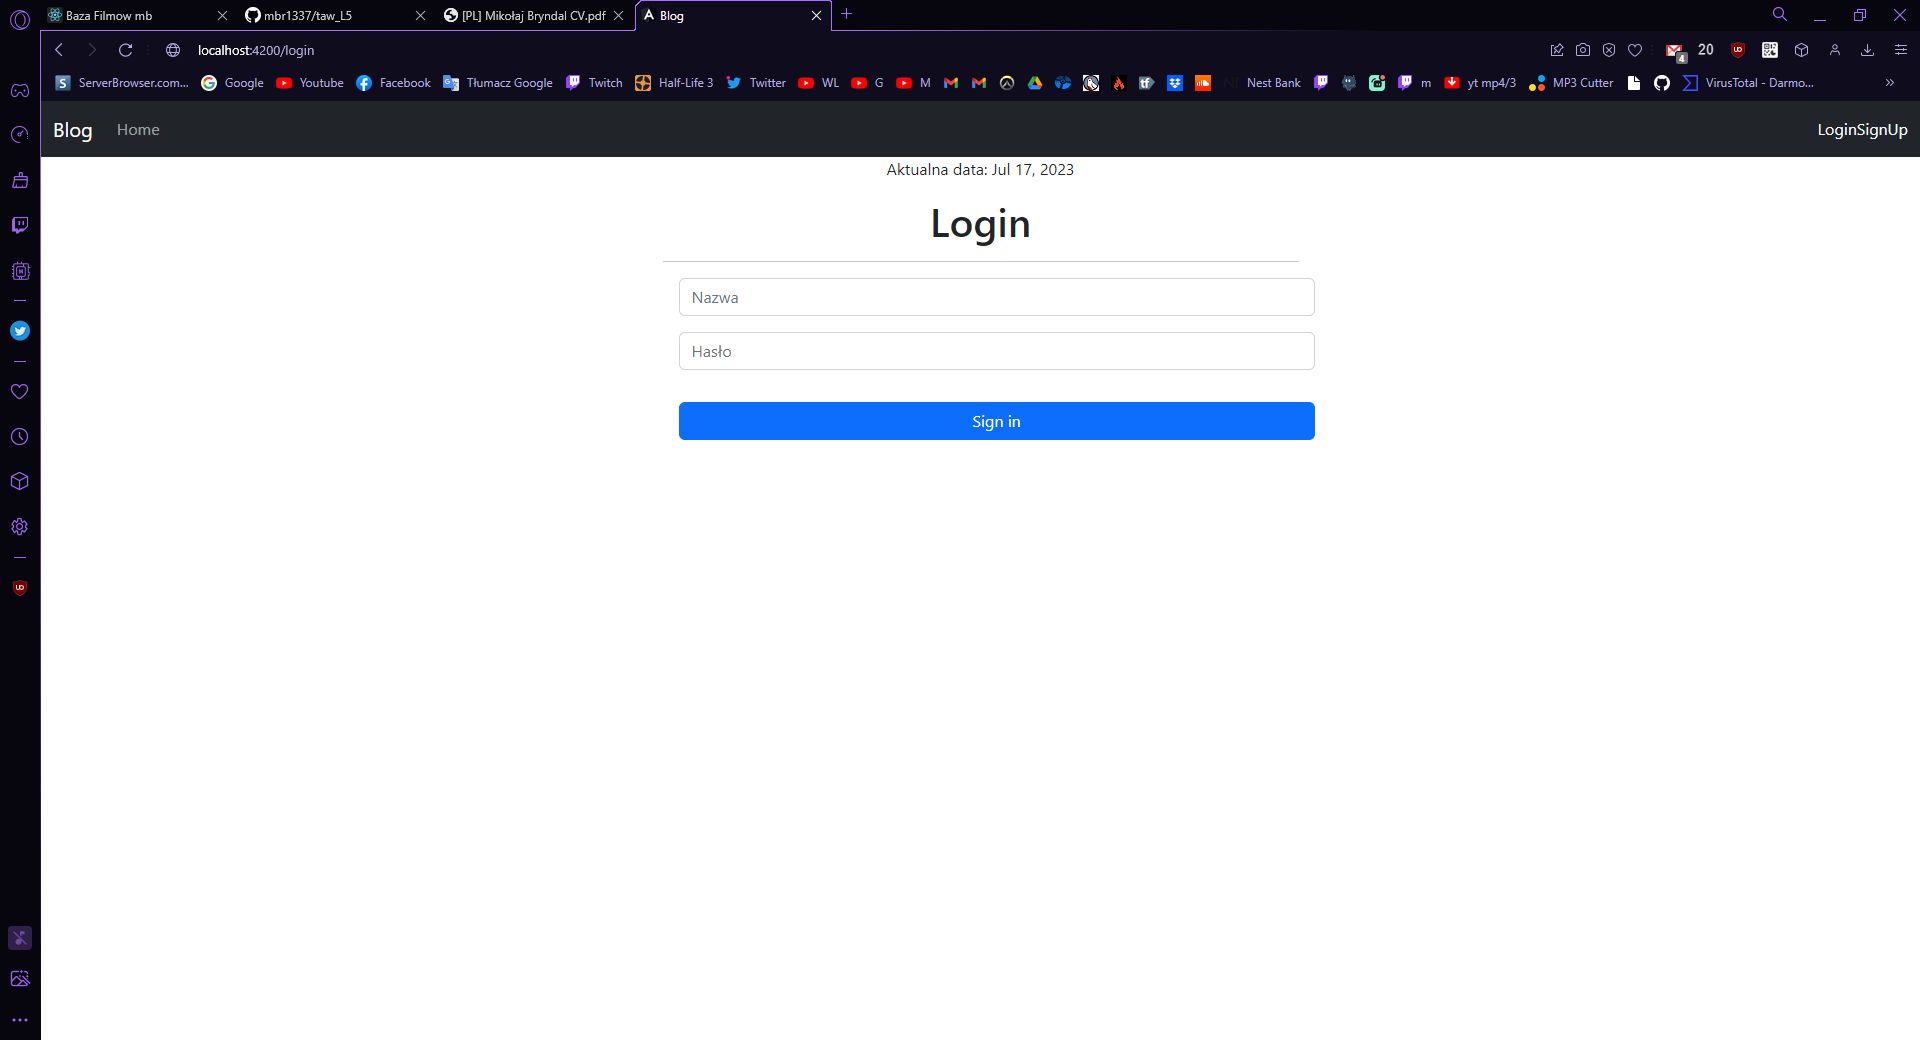 Baza Filmow mb
mbr1337/taw_L5
[PL] Mikołaj Bryndal CV.pdf
Blog
localhost:4200/login
4
20
ServerBrowser.com... Google Youtube Facebook Tłumacz Google Twitch Half-Life 3 Twitter WL G M Nest Bank m yt mp4/3 MP3 Cutter VirusTotal - Darmo...
Blog Home LoginSignUp
Aktualna data: Jul 17, 2023
Login
Nazwa
Hasło
Sign in